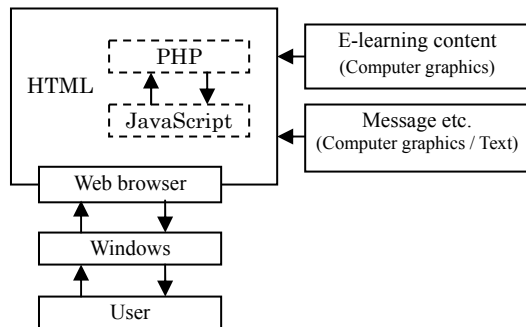 PHP
HTML
JavaScript
Web browser
Windows
User
E-learning content
(Computer graphics)
Message etc.
(Computer graphics / Text)